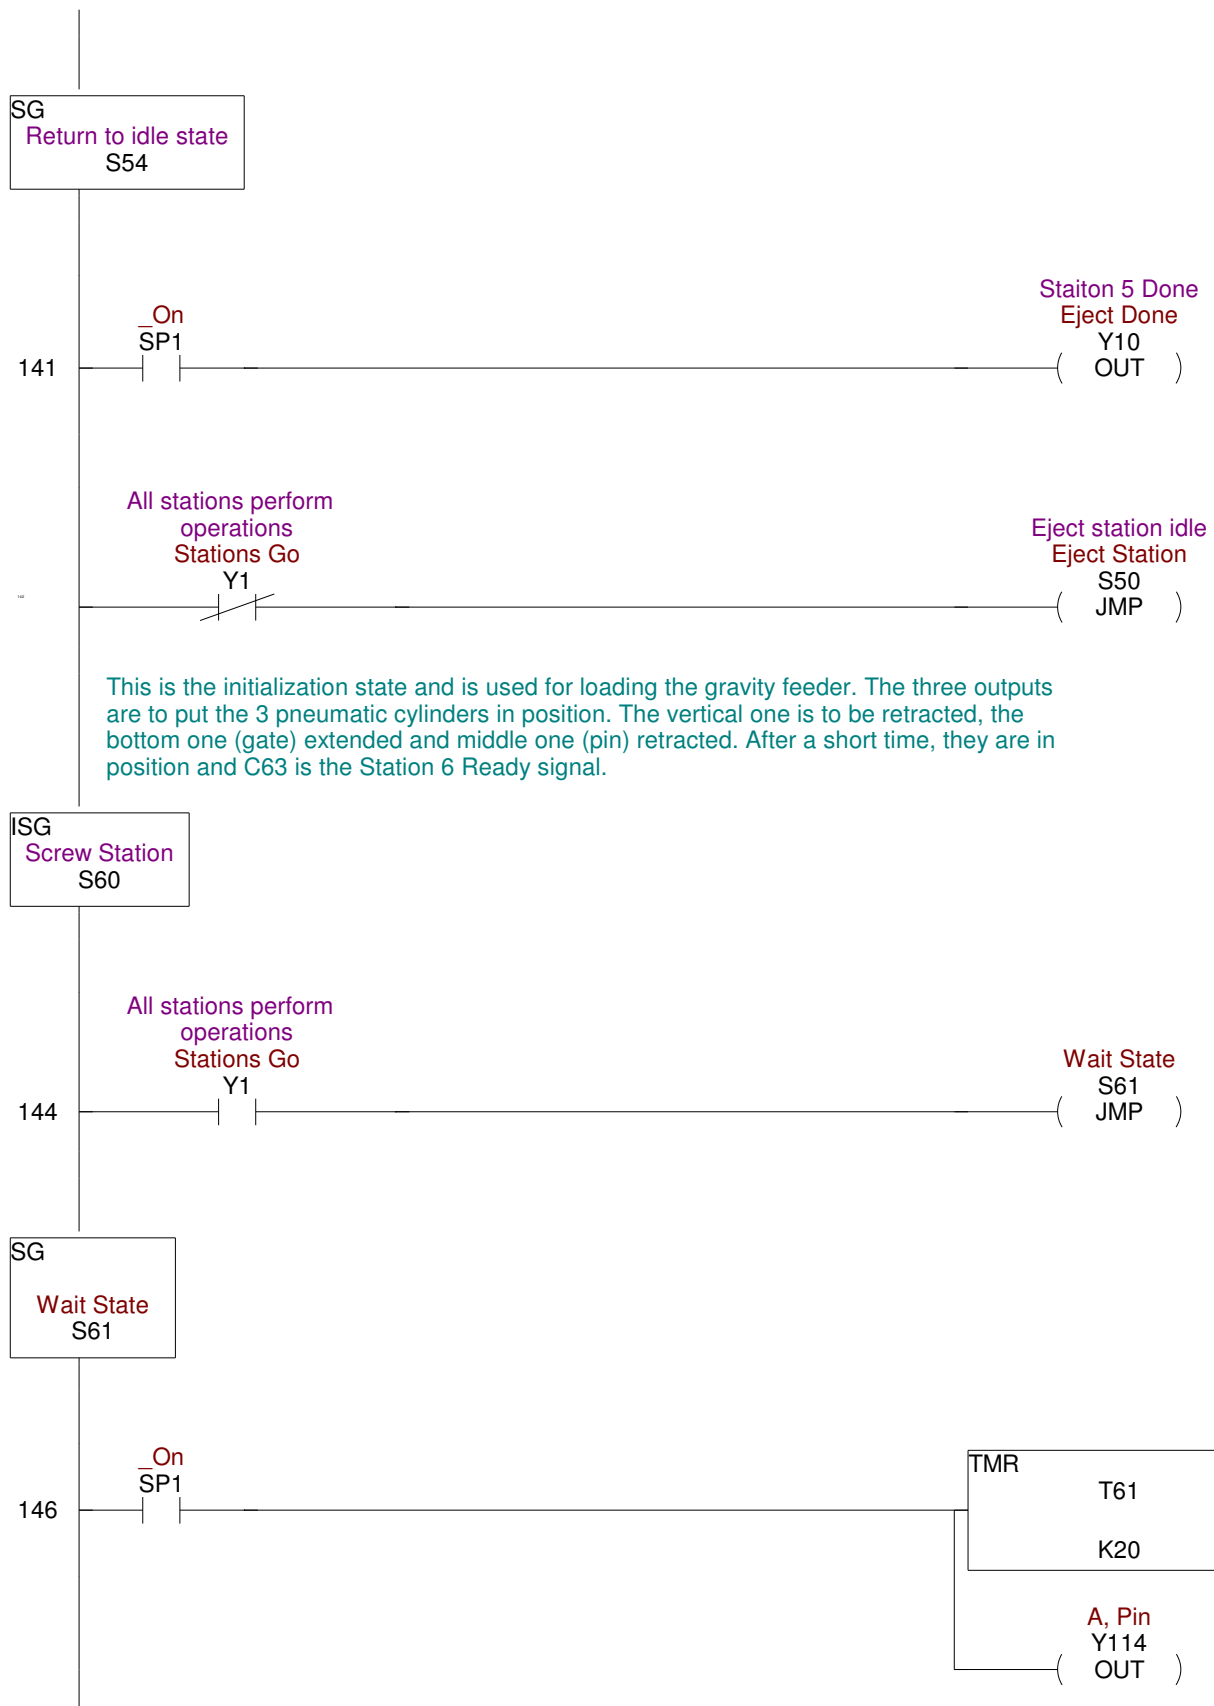 SG
Return to idle state
S54
_On
SP1
Staiton 5 Done
Eject Done
Y10
141
OUT
All stations perform
operations
Stations Go
Y1
Eject station idle
Eject Station
S50
JMP
This is the initialization state and is used for loading the gravity feeder. The three outputs
are to put the 3 pneumatic cylinders in position. The vertical one is to be retracted, the
bottom one (gate) extended and middle one (pin) retracted. After a short time, they are in
position and C63 is the Station 6 Ready signal.
ISG
Screw Station
S60
All stations perform
operations
Stations Go
Y1
Wait State
S61
144
JMP
SG
Wait State
S61
_On
SP1
146
TMR
T61
K20
A, Pin
Y114
OUT